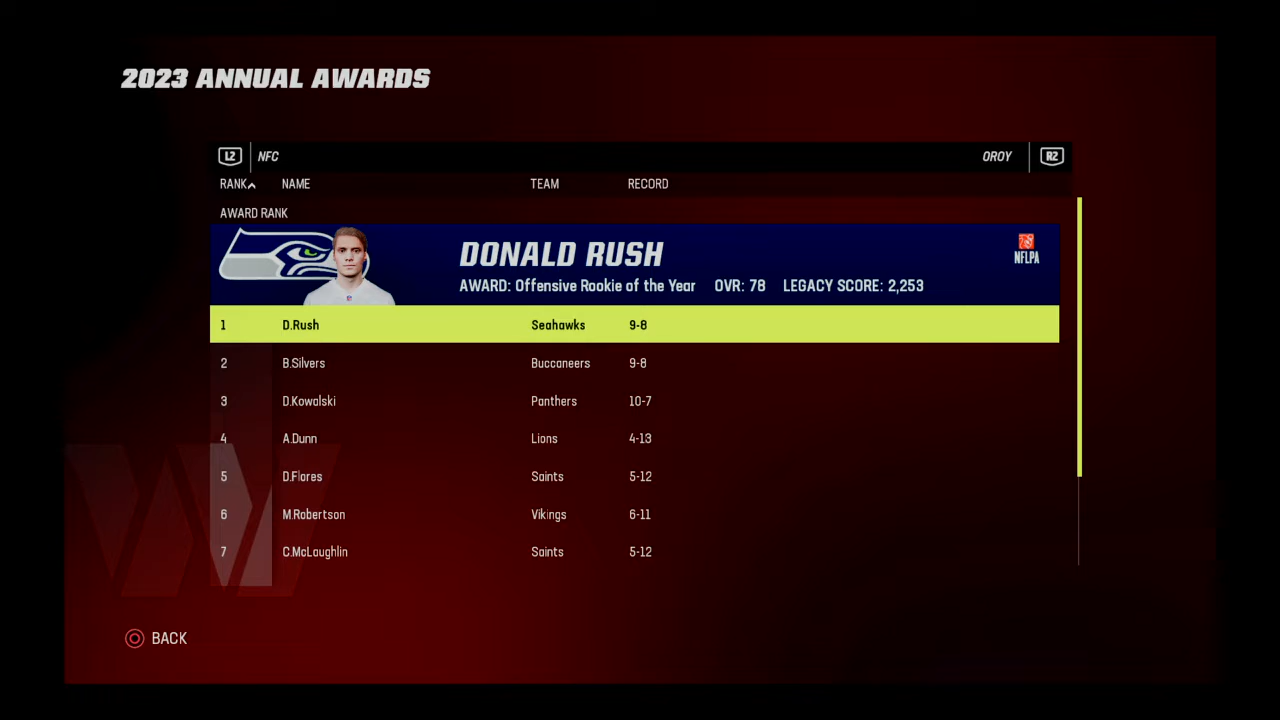 2023 ANNUAL AWARDS
L2 NFC OROY R2
RANK NAME TEAM RECORD
AWARD RANK
DONALD RUSH
AWARD: Offensive Rookie of the Year OVR: 78 LEGACY SCORE: 2,253
NFLPA
1 D.Rush Seahawks 9-8
2 B.Silvers Buccaneers 9-8
3 D.Kowalski Panthers 10-7
4 A.Dunn Lions 4-13
5 D.Flores Saints 5-12
6 M.Robertson Vikings 6-11
7 C.McLaughlin Saints 5-12
BACK